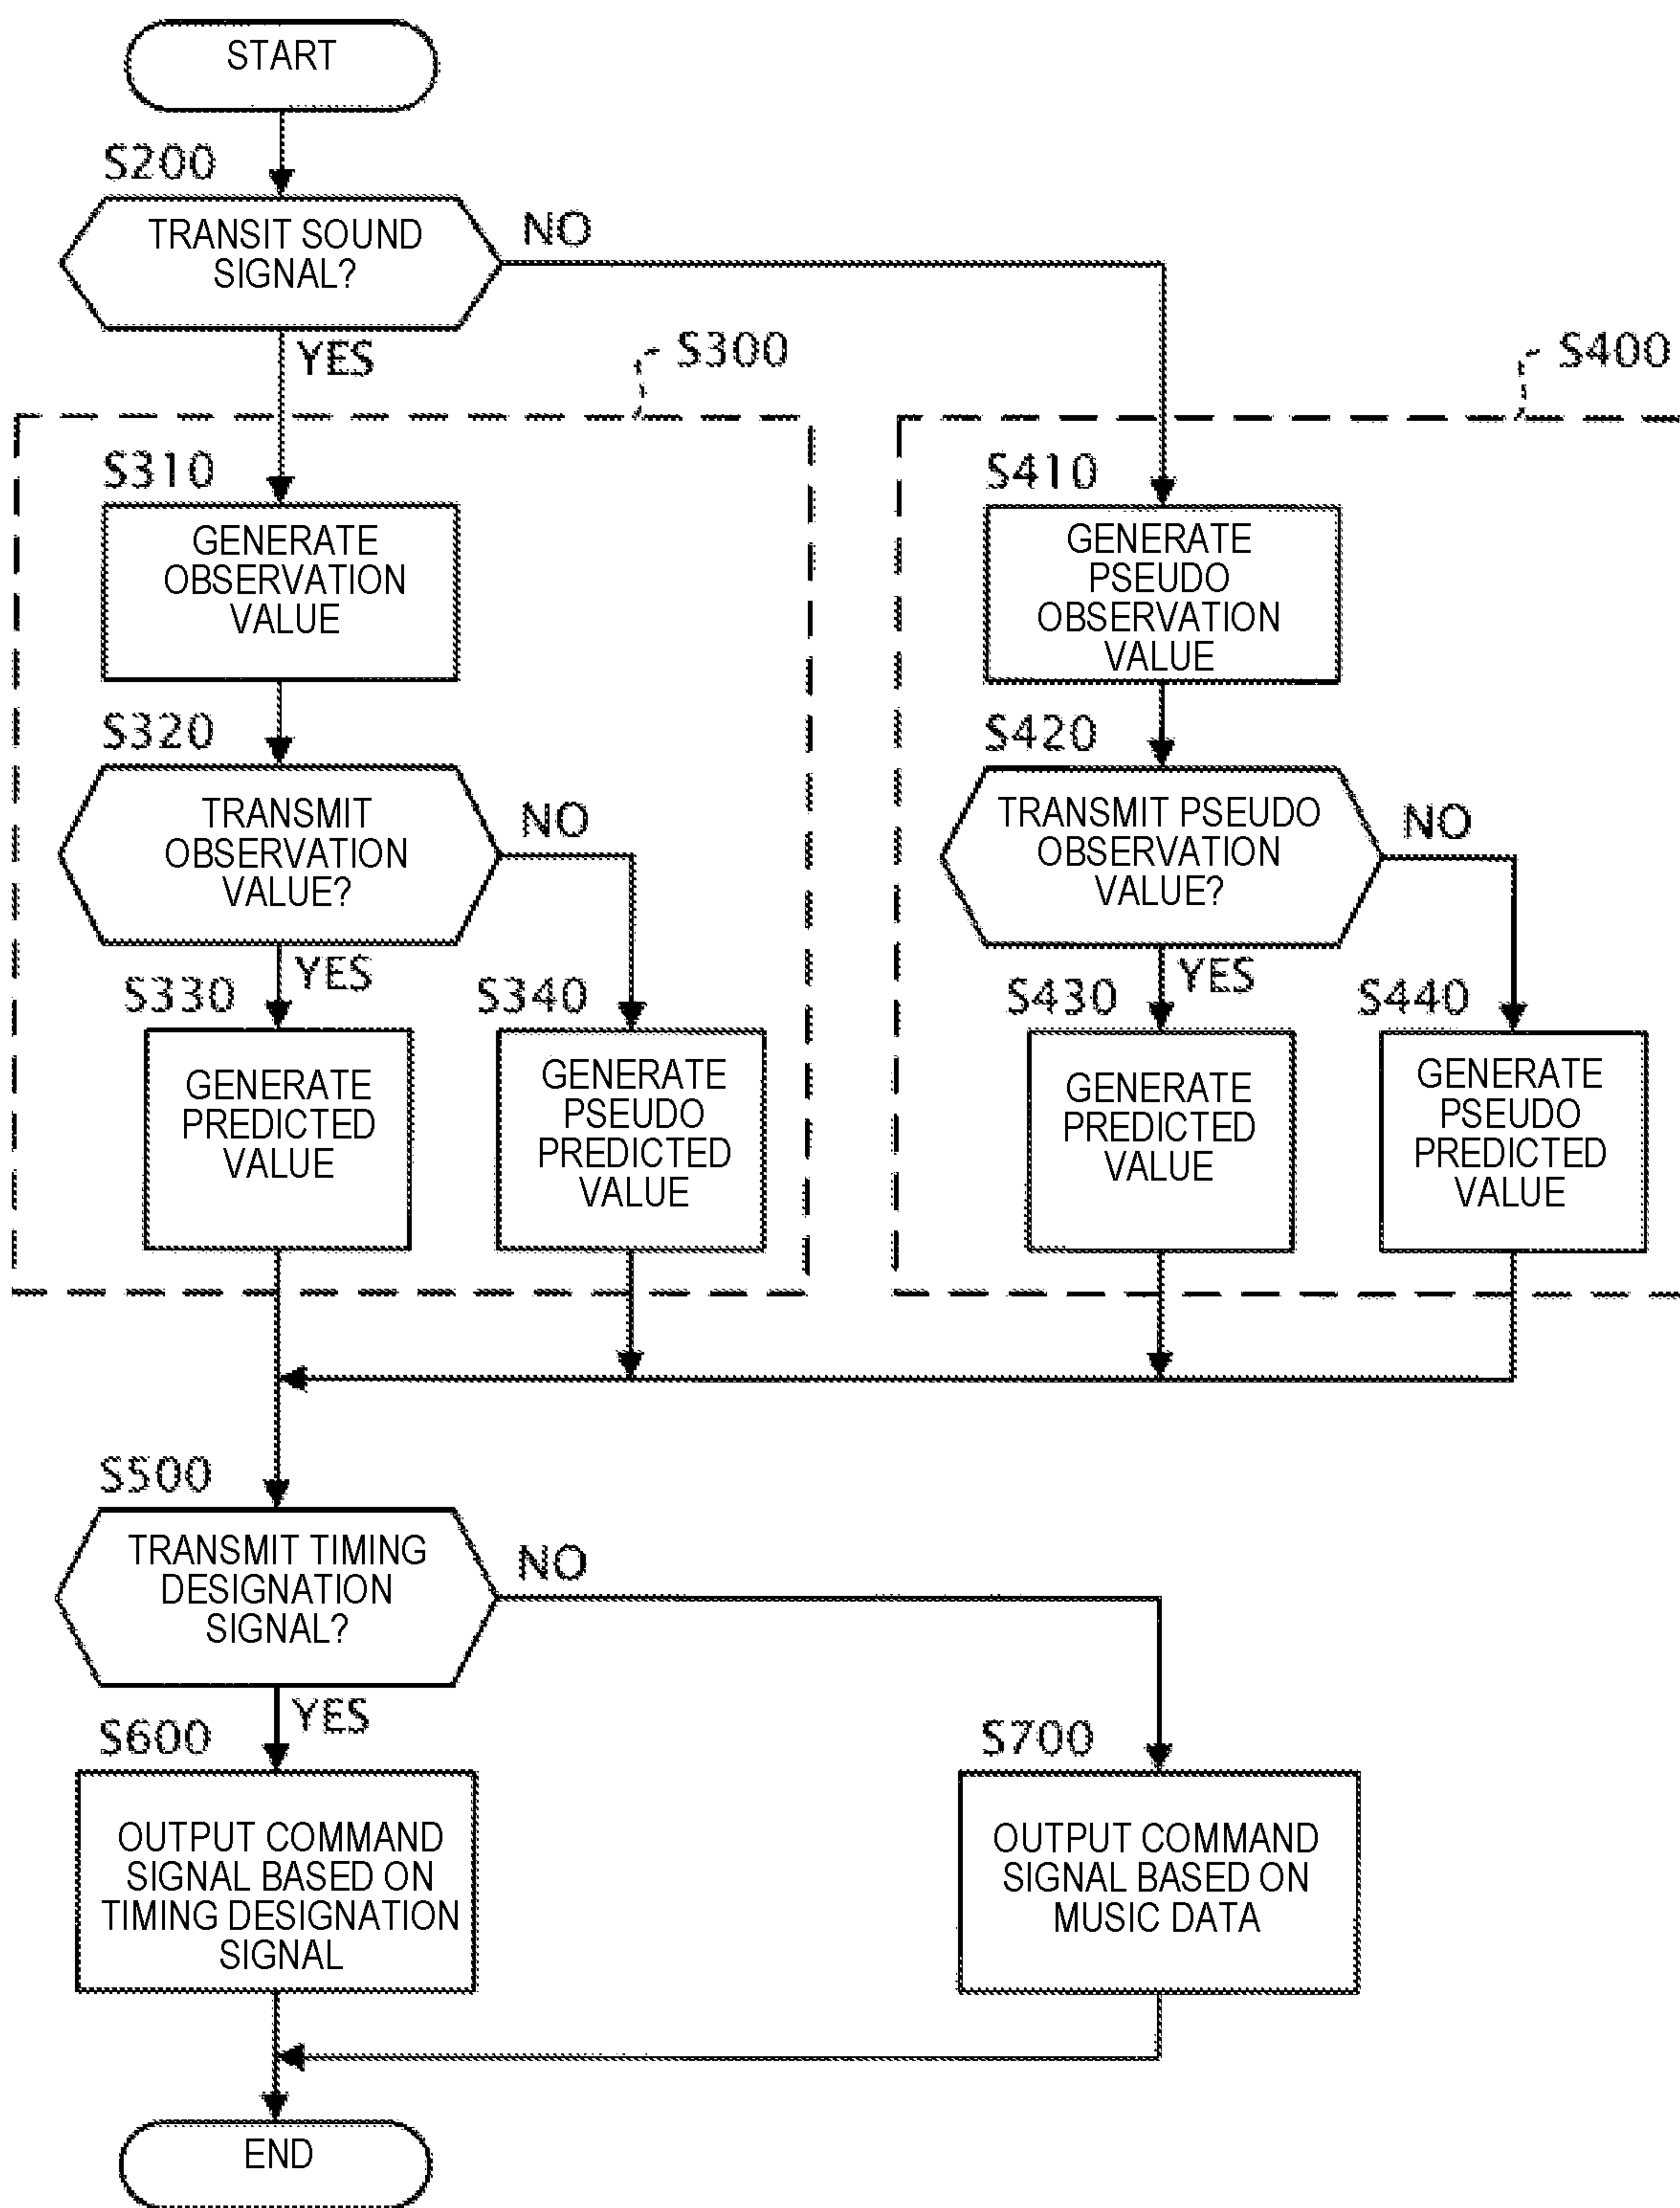 START
S200
TRANSIT SOUND
SIGNAL?
NO
YES
S300
S400
S310
GENERATE
OBSERVATION
VALUE
S410
GENERATE
PSEUDO
OBSERVATION
VALUE
S320
TRANSMIT
OBSERVATION
VALUE?
NO
YES
S420
TRANSMIT PSEUDO
OBSERVATION
VALUE?
NO
YES
S330
GENERATE
PREDICTED
VALUE
S340
GENERATE
PSEUDO
PREDICTED
VALUE
S430
GENERATE
PREDICTED
VALUE
S440
GENERATE
PSEUDO
PREDICTED
VALUE
S500
TRANSMIT TIMING
DESIGNATION
SIGNAL?
NO
YES
S600
OUTPUT COMMAND
SIGNAL BASED ON
TIMING DESIGNATION
SIGNAL
S700
OUTPUT COMMAND
SIGNAL BASED ON
MUSIC DATA
END